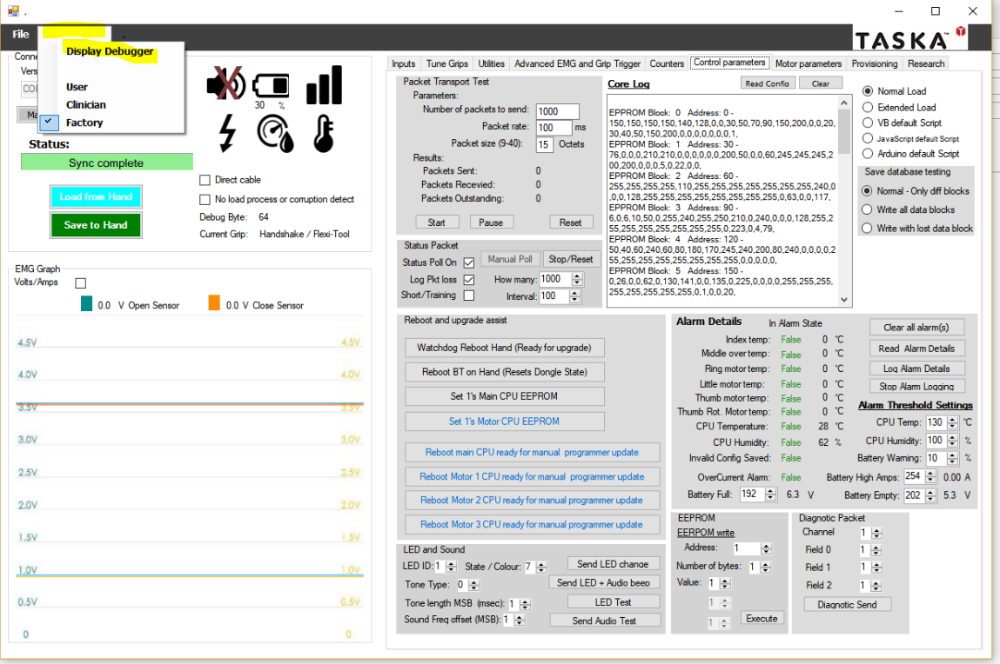 File
TASKA™
Display Debugger
User
Clinician
Factory
Conne
Vers
CO
Ma
30 %
Status:
Sync complete
Load from Hand
Save to Hand
Direct cable
No load process or corruption detect
Debug Byte: 64
Current Grip: Handshake / Flexi-Tool
EMG Graph
Volts/Amps
0.0 V Open Sensor 0.0 V Close Sensor
4.5V 4.5V
4.0V 4.0V
3.5V 3.5V
3.0V 3.0V
2.5V 2.5V
2.0V 2.0V
1.5V 1.5V
1.0V 1.0V
0.5V 0.5V
0 0
Inputs Tune Grips Utilities Advanced EMG and Grip Trigger Counters Control parameters Motor parameters Provisioning Research
Packet Transport Test
Parameters:
Number of packets to send: 1000
Packet rate: 100 ms
Packet size (9-40): 15 Octets
Results:
Packets Sent: 0
Packets Recevied: 0
Packets Outstanding: 0
Start Pause Reset
Status Packet
Status Poll On Manual Poll Stop/Reset
Log Pkt loss How many: 1000
Short/Training Interval: 100
Core Log Read Config Clear
EPPROM Block: 0 Address: 0 -
150,150,150,150,140,128,0,0,30,50,70,90,150,200,0,0,20,
30,40,50,150,200,0,0,0,0,0,0,0,1,
EPPROM Block: 1 Address: 30 -
76,0,0,0,210,210,0,0,0,0,0,0,200,50,0,0,60,245,245,245,2
00,200,0,0,0,5,0,22,0,0,
EPPROM Block: 2 Address: 60 -
255,255,255,255,110,255,255,255,255,255,255,255,240,0
,0,0,128,255,255,255,255,255,255,255,255,63,0,0,117,
EPPROM Block: 3 Address: 90 -
6,0,6,10,50,0,255,240,255,250,210,0,240,0,0,0,128,255,2
55,255,255,255,255,255,255,0,223,0,4,79,
EPPROM Block: 4 Address: 120 -
50,40,60,240,60,80,180,170,245,240,200,80,240,0,0,0,0,2
55,255,255,255,255,255,255,255,255,0,0,0,0,0,
EPPROM Block: 5 Address: 150 -
0,26,0,0,62,0,130,141,0,0,135,0,225,0,0,0,0,255,255,255,
255,255,255,255,255,0,1,0,0,20,
Normal Load
Extended Load
VB default Script
JavaScript default Script
Arduino default Script
Save database testing
Normal - Only diff blocks
Write all data blocks
Write with lost data block
Reboot and upgrade assist
Watchdog Reboot Hand (Ready for upgrade)
Reboot BT on Hand (Resets Dongle State)
Set 1's Main CPU EEPROM
Set 1's Motor CPU EEPROM
Reboot main CPU ready for manual programmer update
Reboot Motor 1 CPU ready for manual programmer update
Reboot Motor 2 CPU ready for manual programmer update
Reboot Motor 3 CPU ready for manual programmer update
LED and Sound
LED ID: 1 State / Colour: 7 Send LED change
Tone Type: 0 Send LED + Audio beep
Tone length MSB (msec): 1 LED Test
Sound Freq offset (MSB): 1 Send Audio Test
Alarm Details In Alarm State
Index temp: False 0 °C
Middle over temp: False 0 °C
Ring motor temp: False 0 °C
Little motor temp: False 0 °C
Thumb motor temp: False 0 °C
Thumb Rot. Motor temp: False 0 °C
CPU Temperature: False 28 °C
CPU Humidity: False 62 %
Invalid Config Saved: False
OverCurrent Alarm: False
Battery Full: 192 6.3 V
Clear all alarm(s)
Read Alarm Details
Log Alarm Details
Stop Alarm Logging
Alarm Threshold Settings
CPU Temp: 130 °C
CPU Humidity: 100 %
Battery Warning: 10 %
Battery High Amps: 254 0.00 A
Battery Empty: 202 5.3 V
EEPROM
EERPOM write
Address: 1
Number of bytes: 1
Value: 1
1
1 Execute
Diagnotic Packet
Channel 1
Field 0 1
Field 1 1
Field 2 1
Diagnotic Send